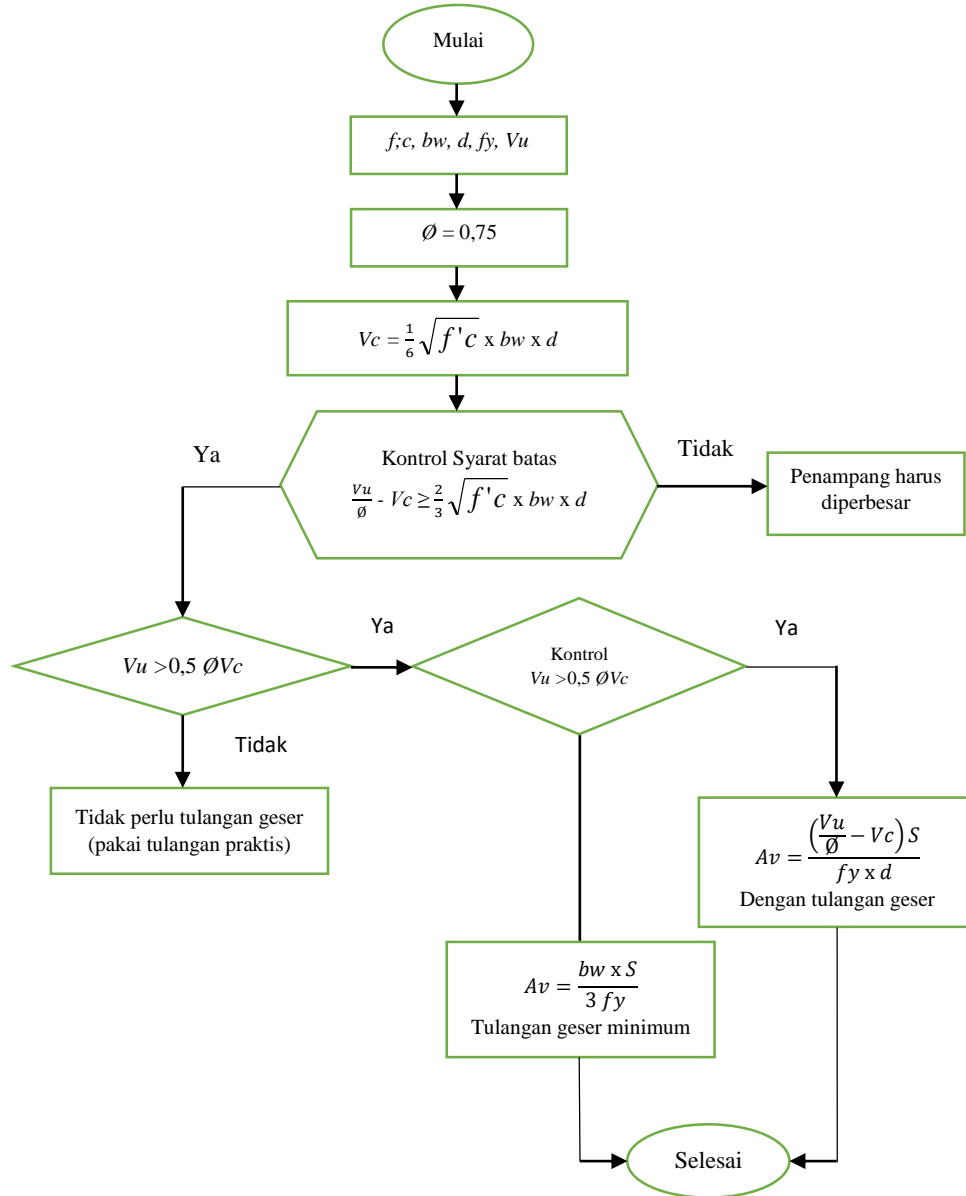 Mulai
f;c, bw, d, fy, Vu
Ø = 0,75
Vc = 1/6 √f'c x bw x d
Ya
Kontrol Syarat batas
Vu/Ø - Vc ≥ 2/3 √f'c x bw x d
Tidak
Penampang harus
diperbesar
Vu >0,5 ØVc
Ya
Kontrol
Vu >0,5 ØVc
Ya
Tidak
Tidak perlu tulangan geser
(pakai tulangan praktis)
Av = (Vu/Ø − Vc) S / fy x d
Dengan tulangan geser
Av = bw x S / 3 fy
Tulangan geser minimum
Selesai